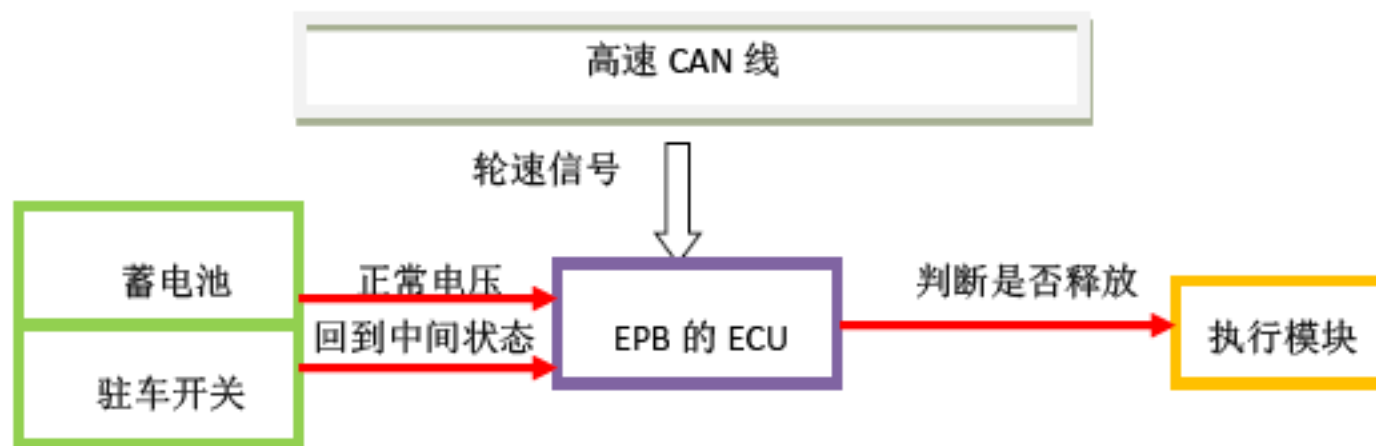 高速 CAN 线
轮速信号
蓄电池
正常电压
判断是否释放
回到中间状态
EPB 的 ECU
执行模块
驻车开关